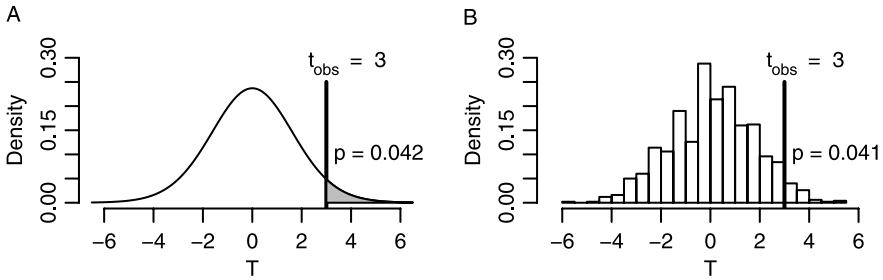 A
Density
0.00 0.15 0.30
t_obs = 3
p = 0.042
−6 −4 −2 0 2 4 6
T
B
Density
0.00 0.15 0.30
t_obs = 3
p = 0.041
−6 −4 −2 0 2 4 6
T